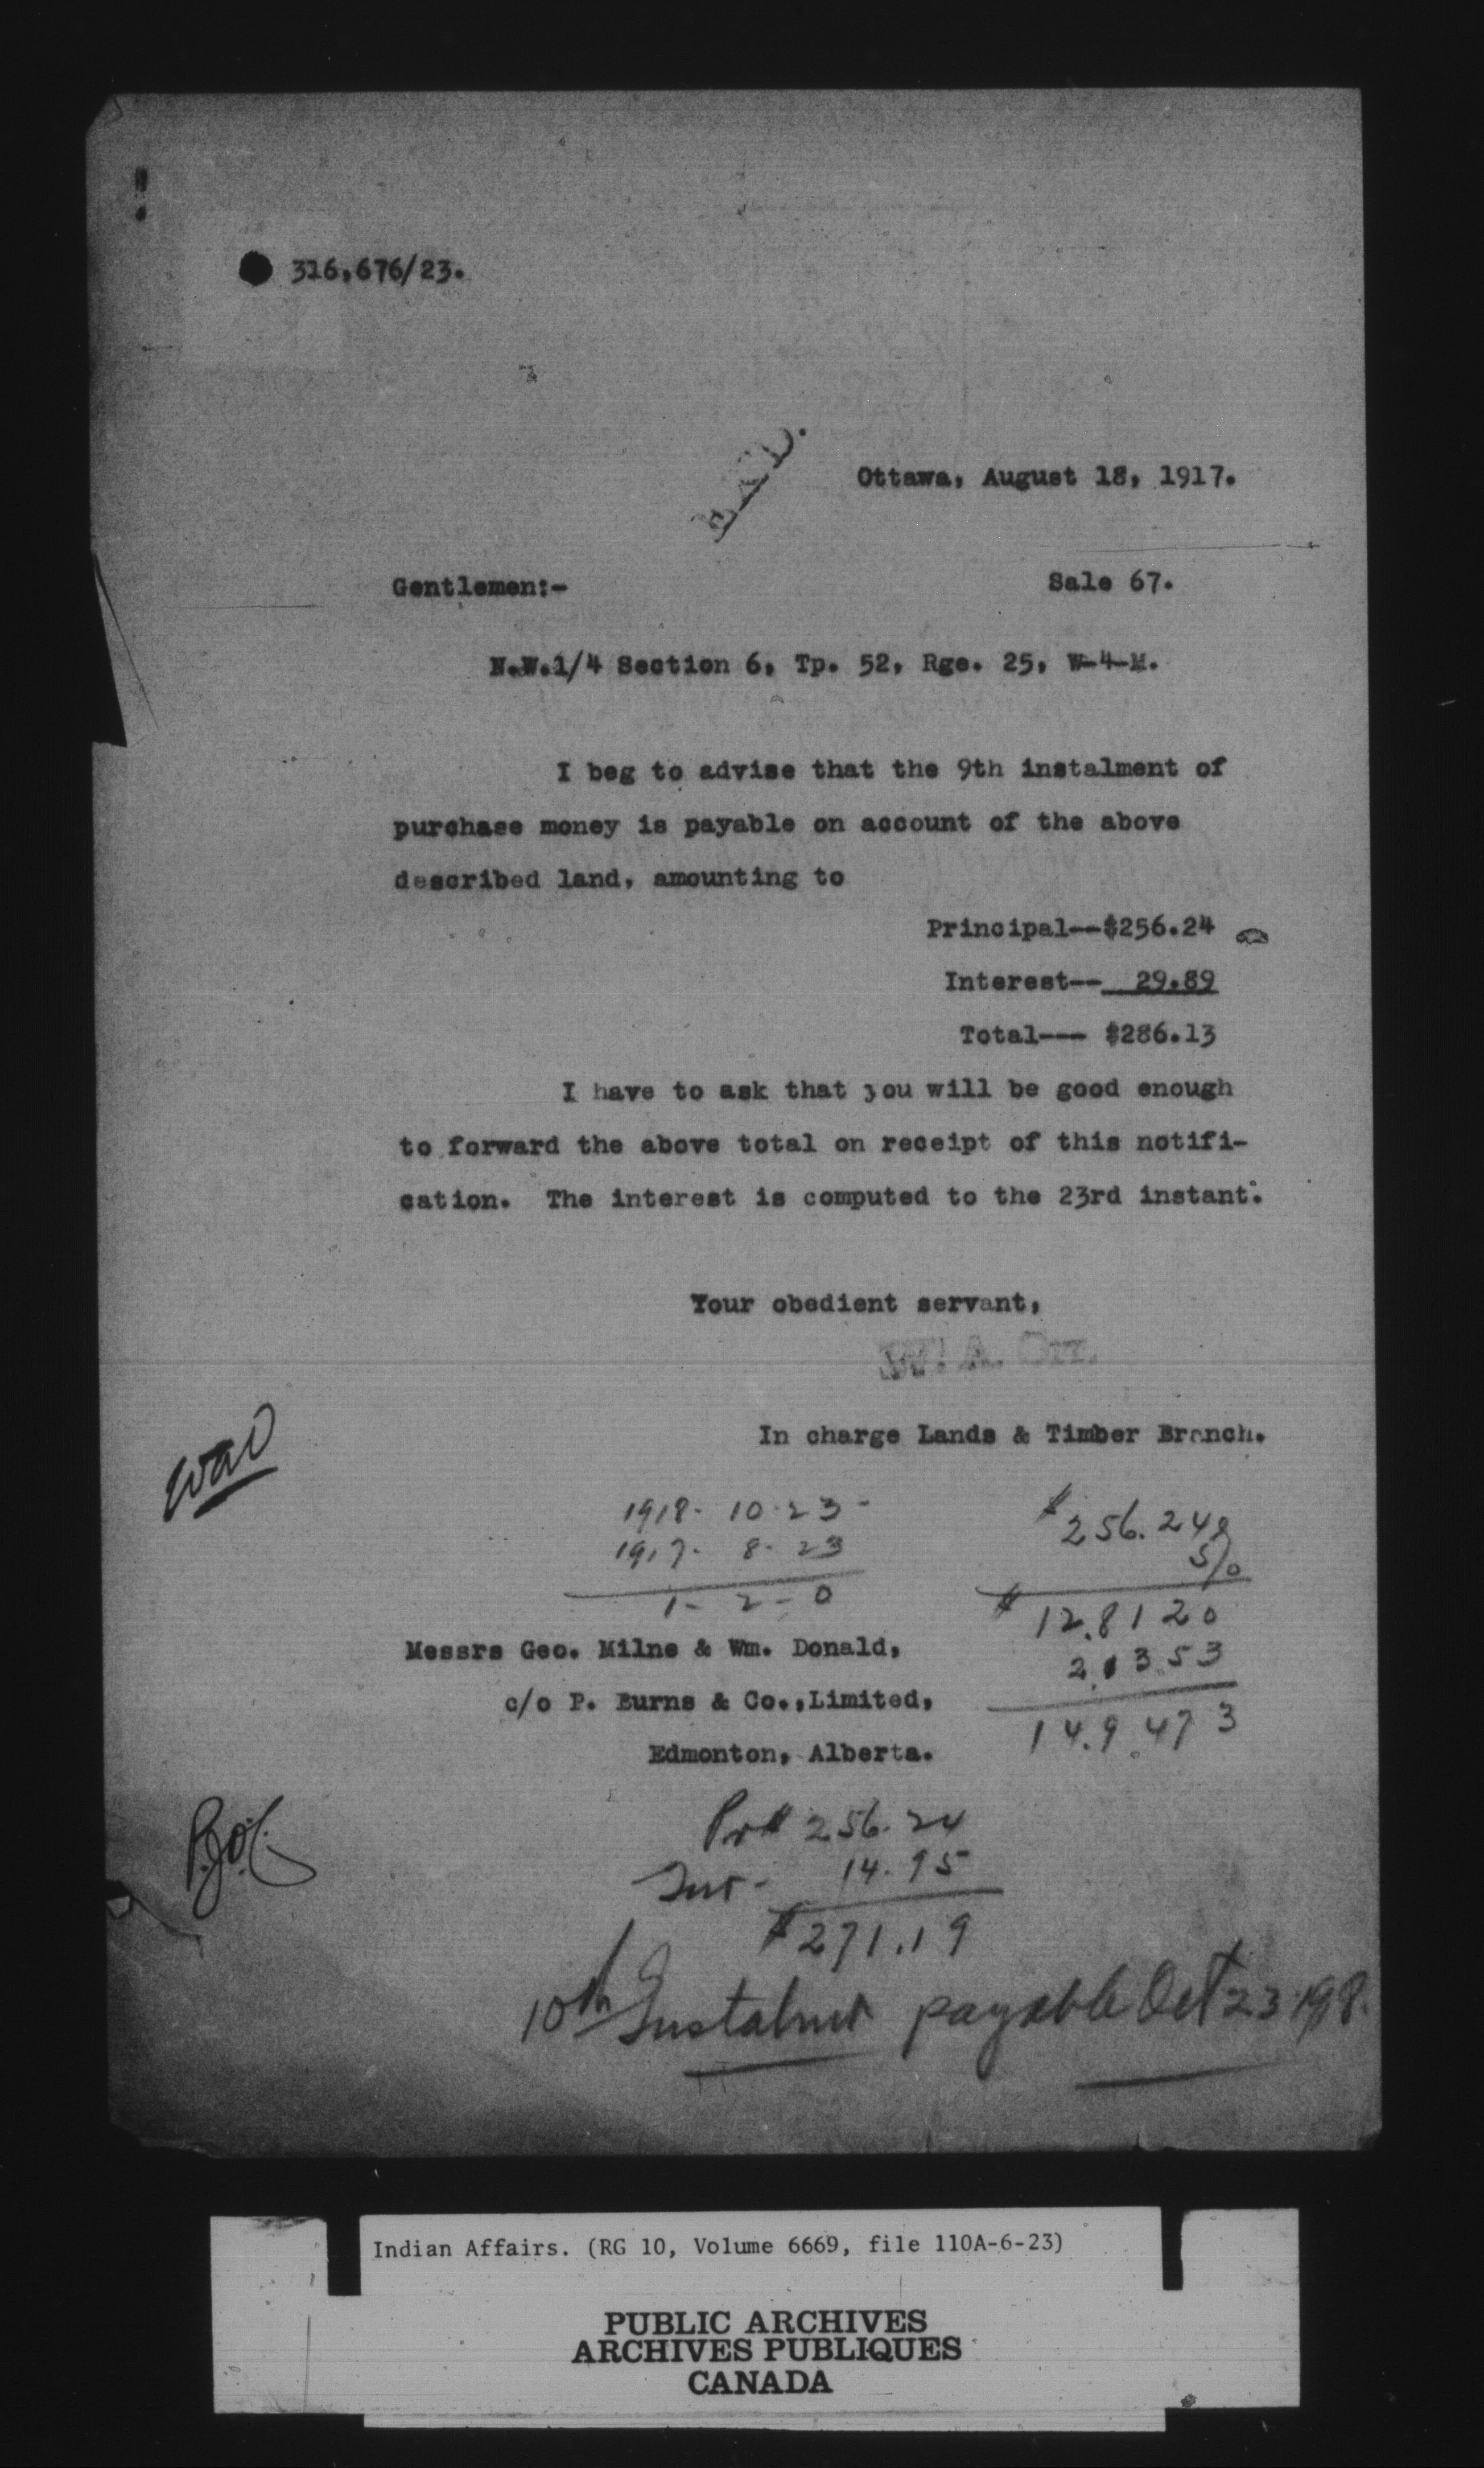 316,676/23.
Ottawa, August 18, 1917.
Gentlemen:- Sale 67.
N.W.1/4 Section 6, Tp. 52, Rge. 25, W-4-M.
I beg to advise that the 9th instalment of
purchase money is payable on account of the above
described land, amounting to
Principal--$256.24
Interest-- 29.89
Total--- $286.13
I have to ask that you will be good enough
to forward the above total on receipt of this notifi-
cation. The interest is computed to the 23rd instant.
Your obedient servant,
W. A. Orr.
In charge Lands & Timber Branch.
WAO
1918- 10-23-
1917- 8- 23
1- 2- 0
$256.24
5%
$12.8120
2.1353
14.9473
Messrs Geo. Milne & Wm. Donald,
c/o P. Burns & Co.,Limited,
Edmonton, Alberta.
Pr $ 256.24
Int - 14.95
$271.19
10th Instalmt payable Oct 23 1918.
Indian Affairs. (RG 10, Volume 6669, file 110A-6-23)
PUBLIC ARCHIVES
ARCHIVES PUBLIQUES
CANADA